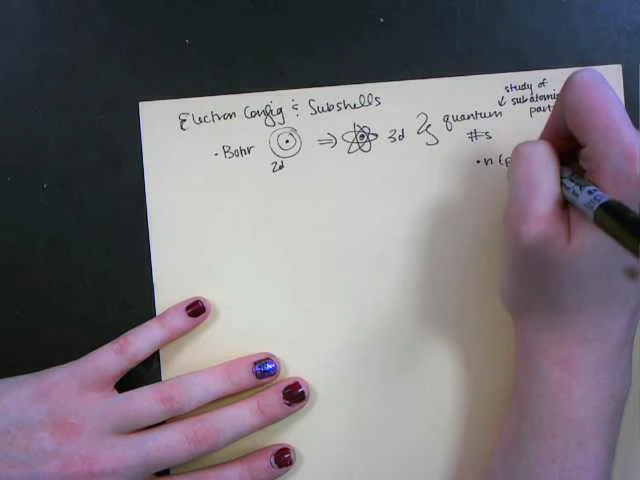 Electron Config & Subshells
study of
subatomic
• Bohr ⇒ 3d } quantum
2d #s
• n (p